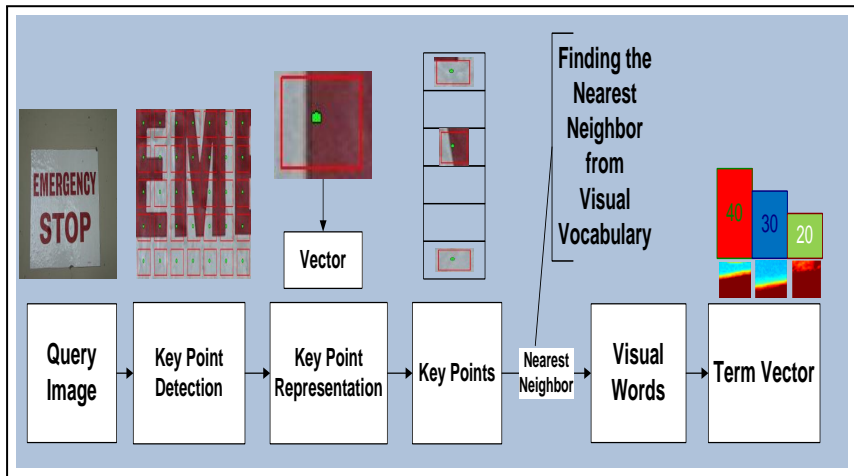 EMERGENCY
STOP
EME
Vector
Finding the
Nearest
Neighbor
from
Visual
Vocabulary
40
30
20
Query
Image
Key Point
Detection
Key Point
Representation
Key Points
Nearest
Neighbor
Visual
Words
Term Vector